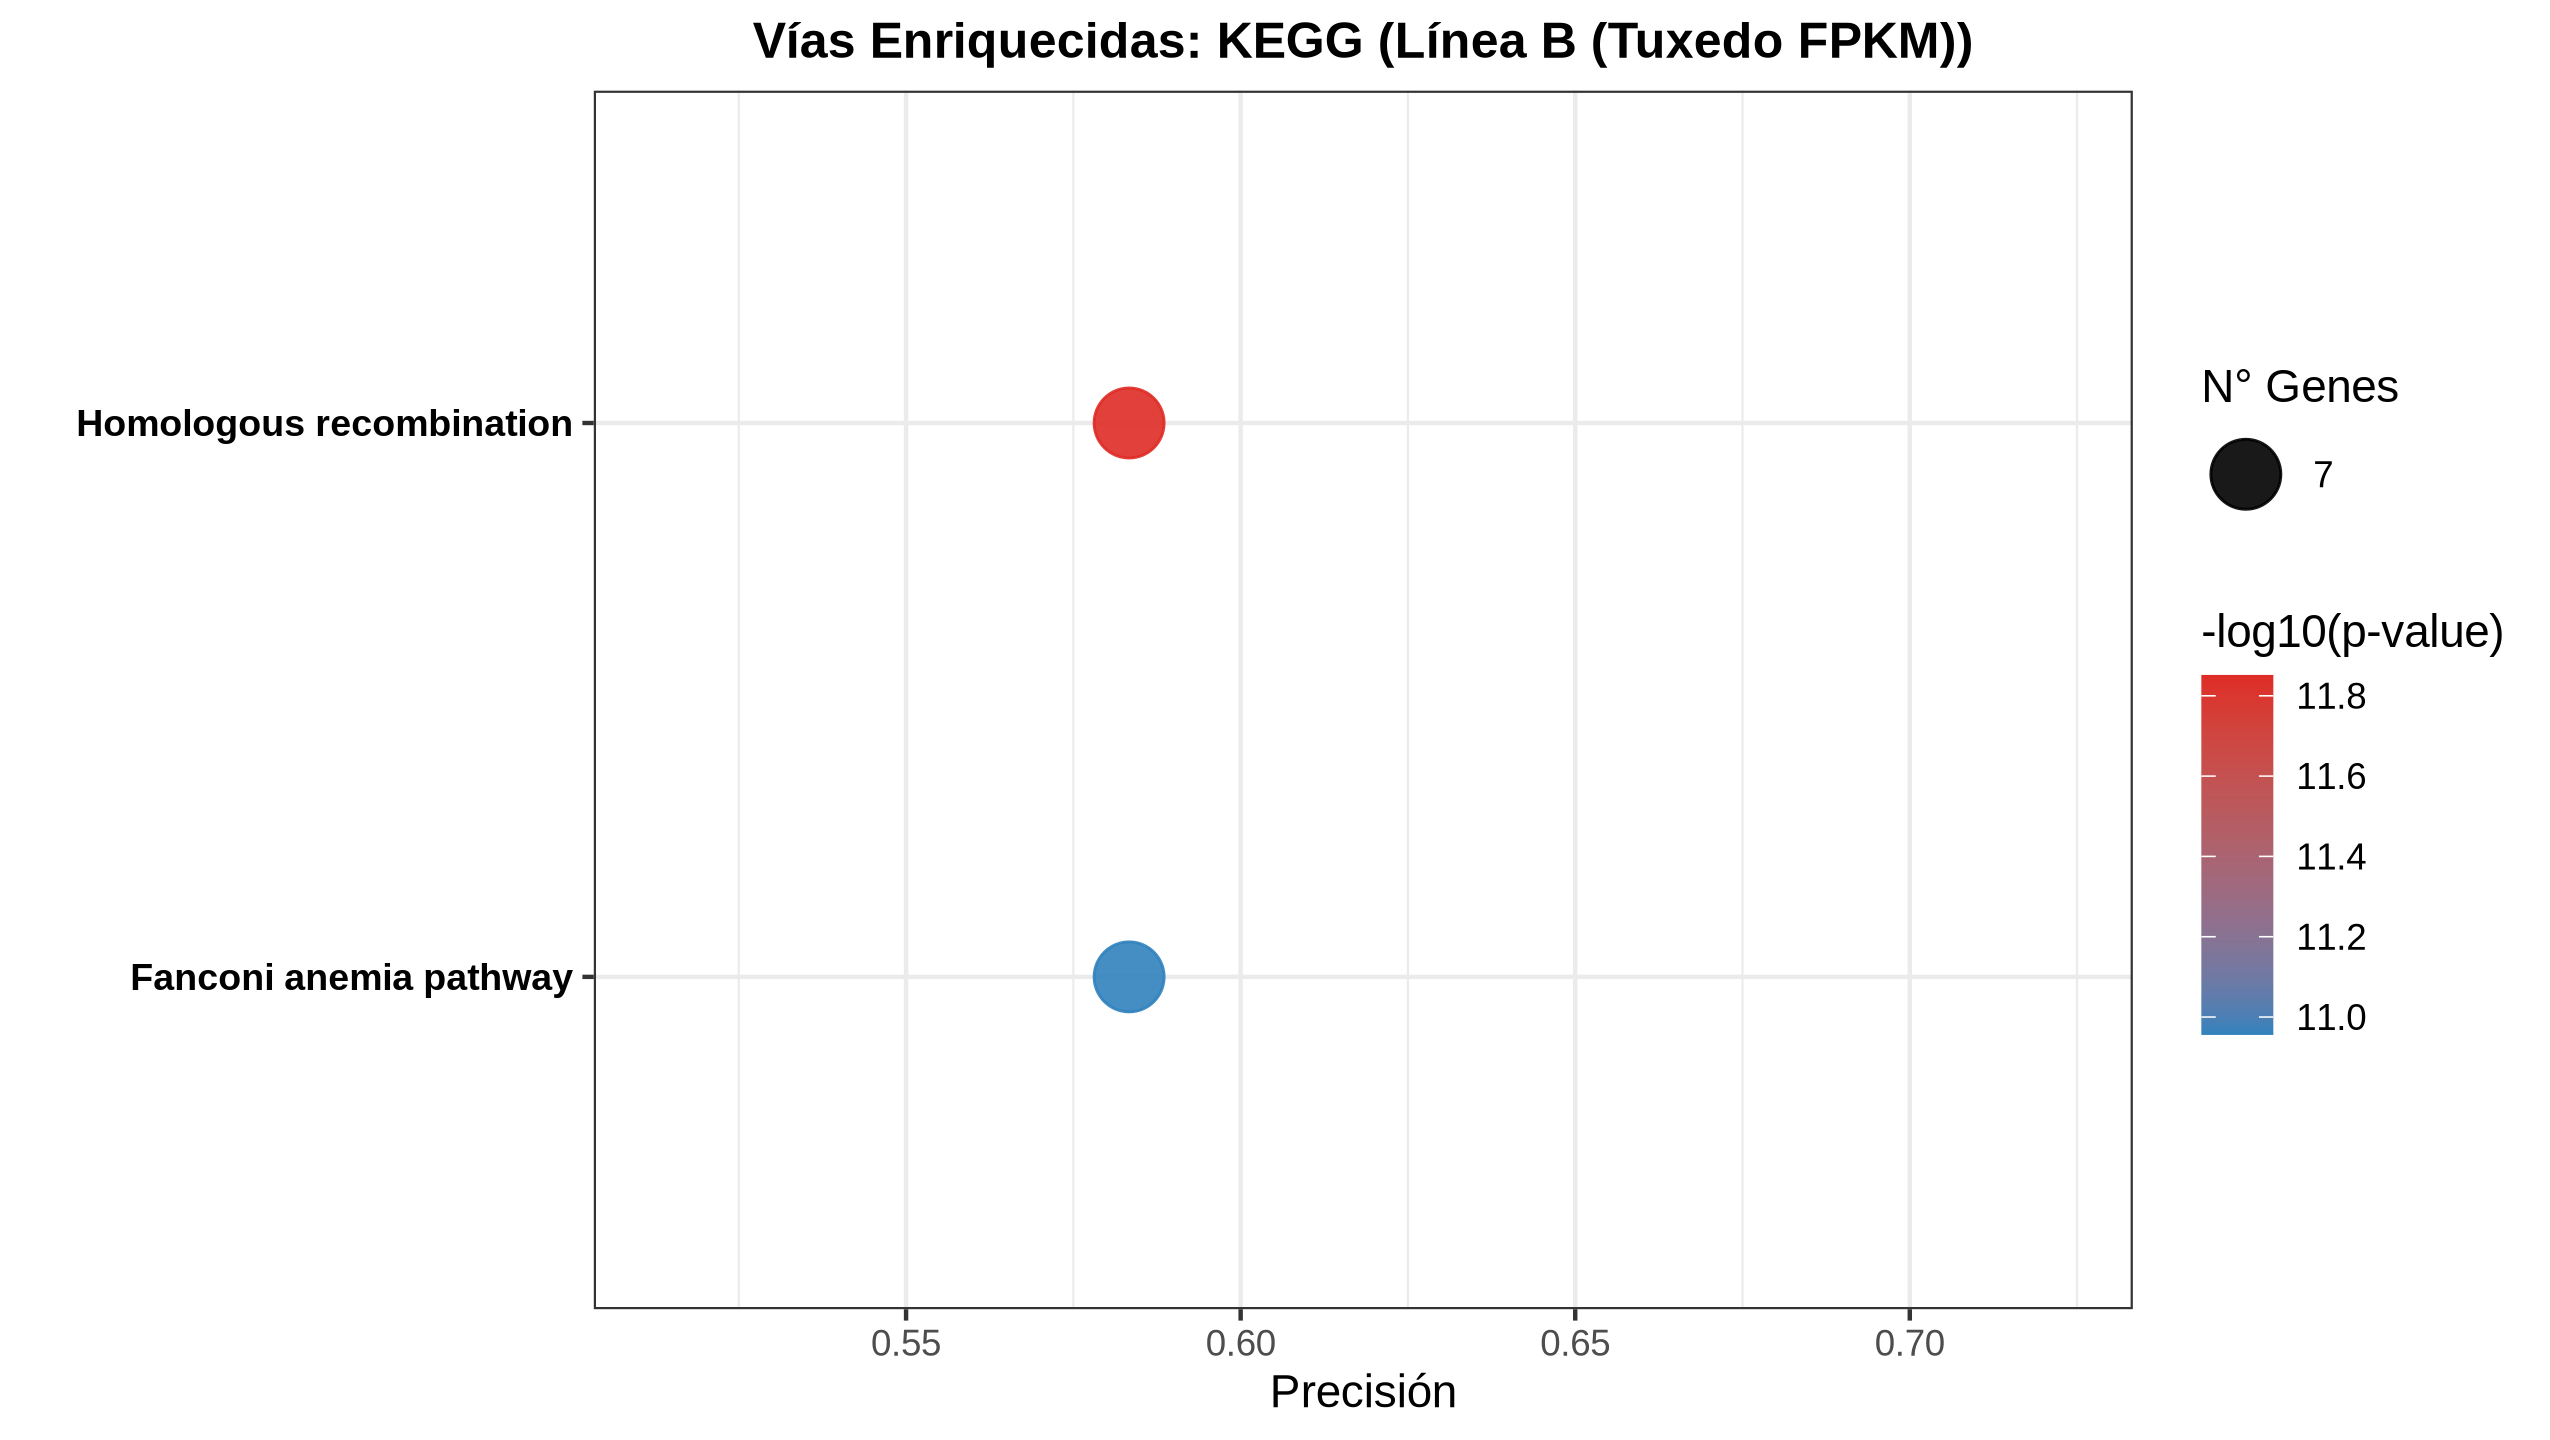 Vías Enriquecidas: KEGG (Línea B (Tuxedo FPKM))
Homologous recombination
Fanconi anemia pathway
0.55
0.60
0.65
0.70
Precisión
N° Genes
7
-log10(p-value)
11.8
11.6
11.4
11.2
11.0